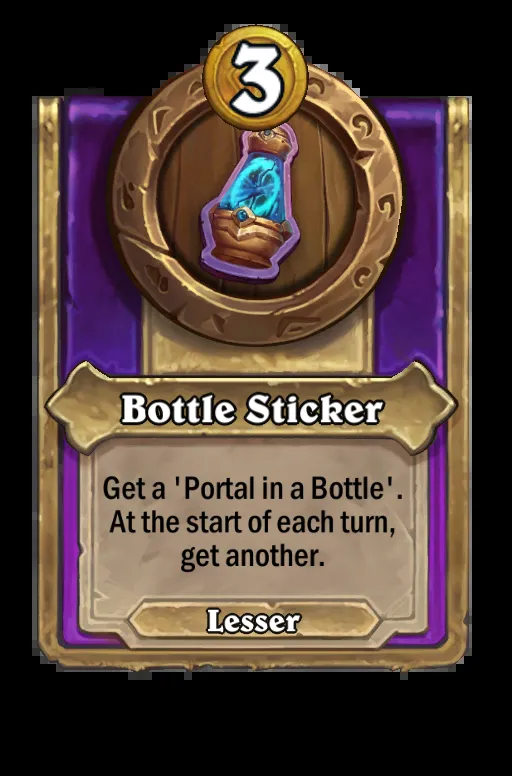 3
Bottle Sticker
Get a 'Portal in a Bottle'.
At the start of each turn,
get another.
Lesser